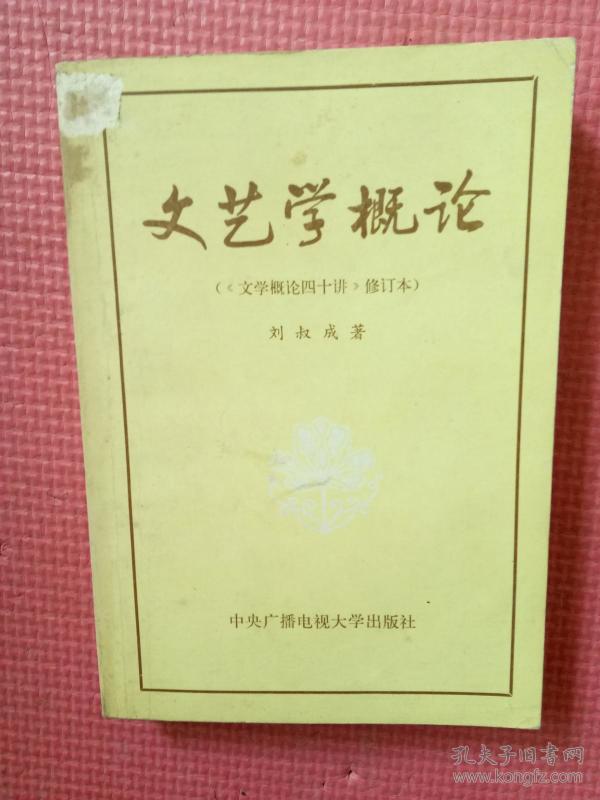 文艺学概论
(《文学概论四十讲》修订本)
刘叔成著
中央广播电视大学出版社
孔夫子旧书网
www.kongfz.com